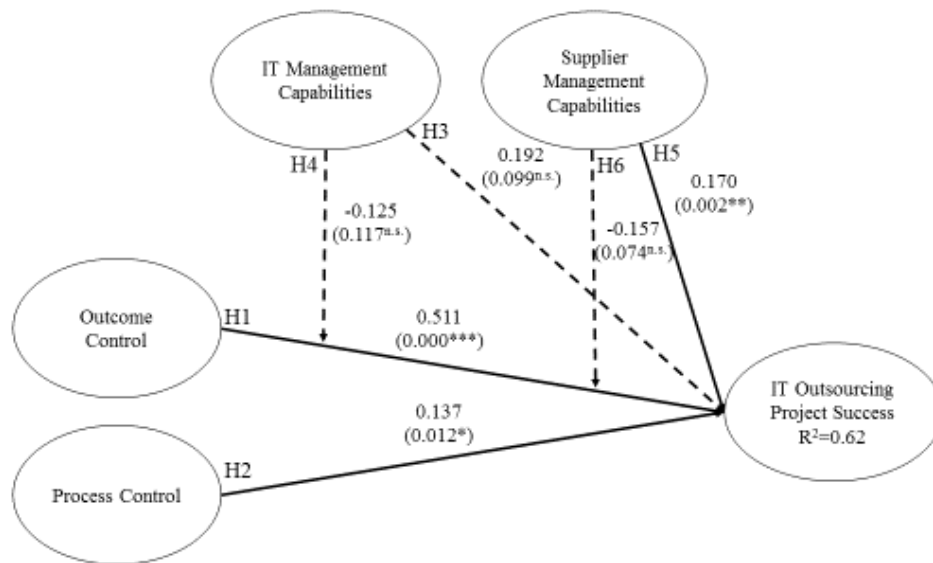 IT Management
Capabilities
Supplier
Management
Capabilities
H3
H4
H6
H5
0.192
(0.099n.s.)
0.170
(0.002**)
-0.125
(0.117n.s.)
-0.157
(0.074n.s.)
Outcome
Control
H1
0.511
(0.000***)
IT Outsourcing
Project Success
R²=0.62
0.137
(0.012*)
H2
Process Control